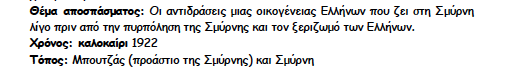 Θέμα αποσπάσματος: Οι αντιδράσεις μιας οικογένειας Ελλήνων που ζει στη Σμύρνη
λίγο πριν από την πυρπόληση της Σμύρνης και τον ξεριζωμό των Ελλήνων.
Χρόνος: καλοκαίρι 1922
Τόπος: Μπουτζάς (προάστιο της Σμύρνης) και Σμύρνη